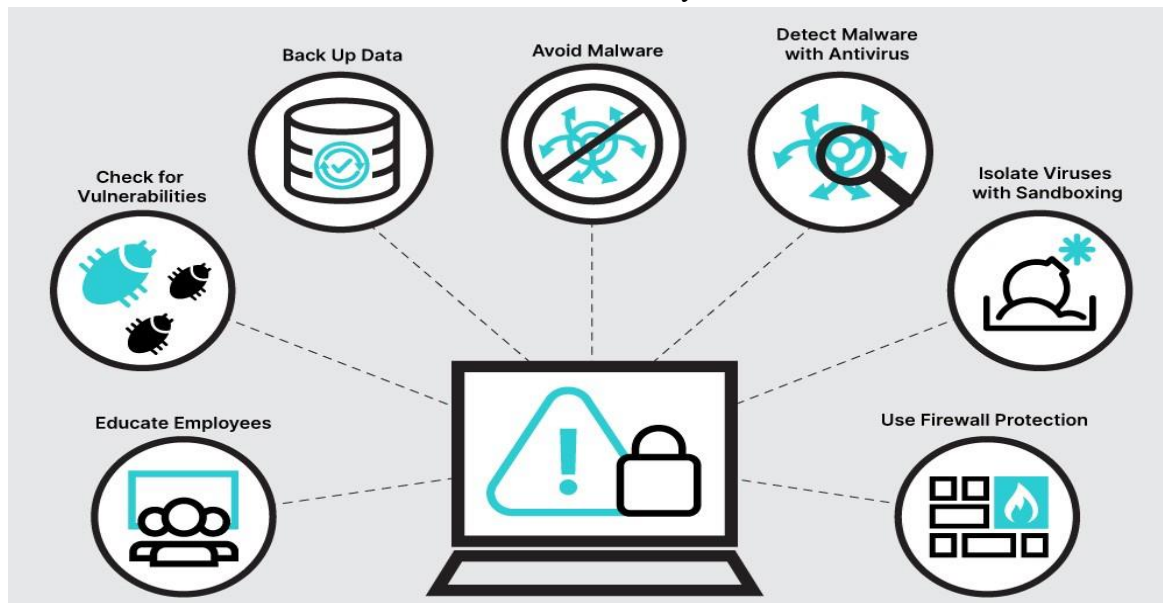 Back Up Data
Avoid Malware
Detect Malware
with Antivirus
Check for
Vulnerabilities
Isolate Viruses
with Sandboxing
Educate Employees
Use Firewall Protection